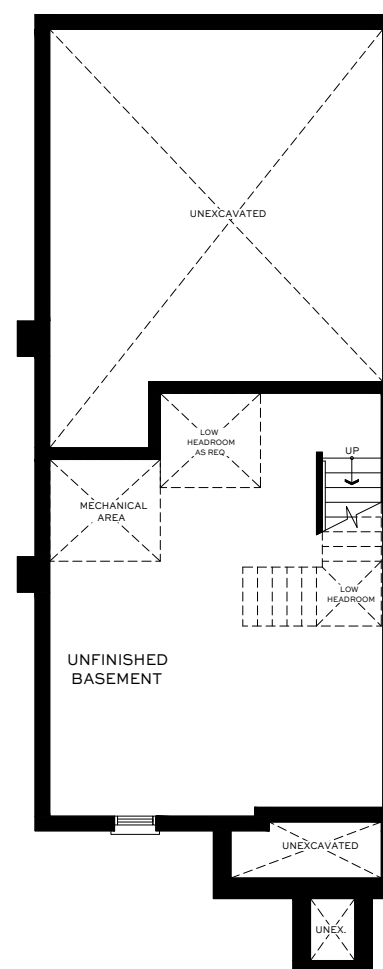 UNEXCAVATED
LOW
HEADROOM
AS REQ
UP
MECHANICAL
AREA
LOW
HEADROOM
UNFINISHED
BASEMENT
UNEXCAVATED
UNEX.